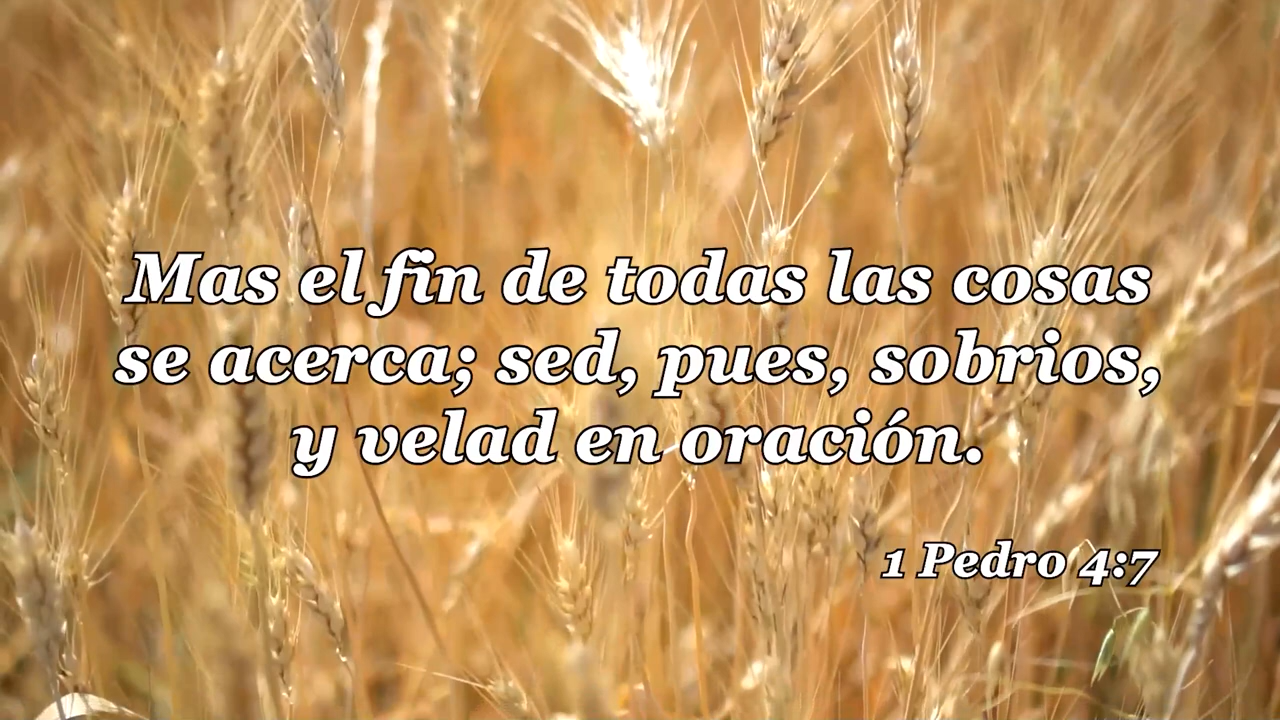 Mas el fin de todas las cosas
se acerca; sed, pues, sobrios,
y velad en oración.
1 Pedro 4:7